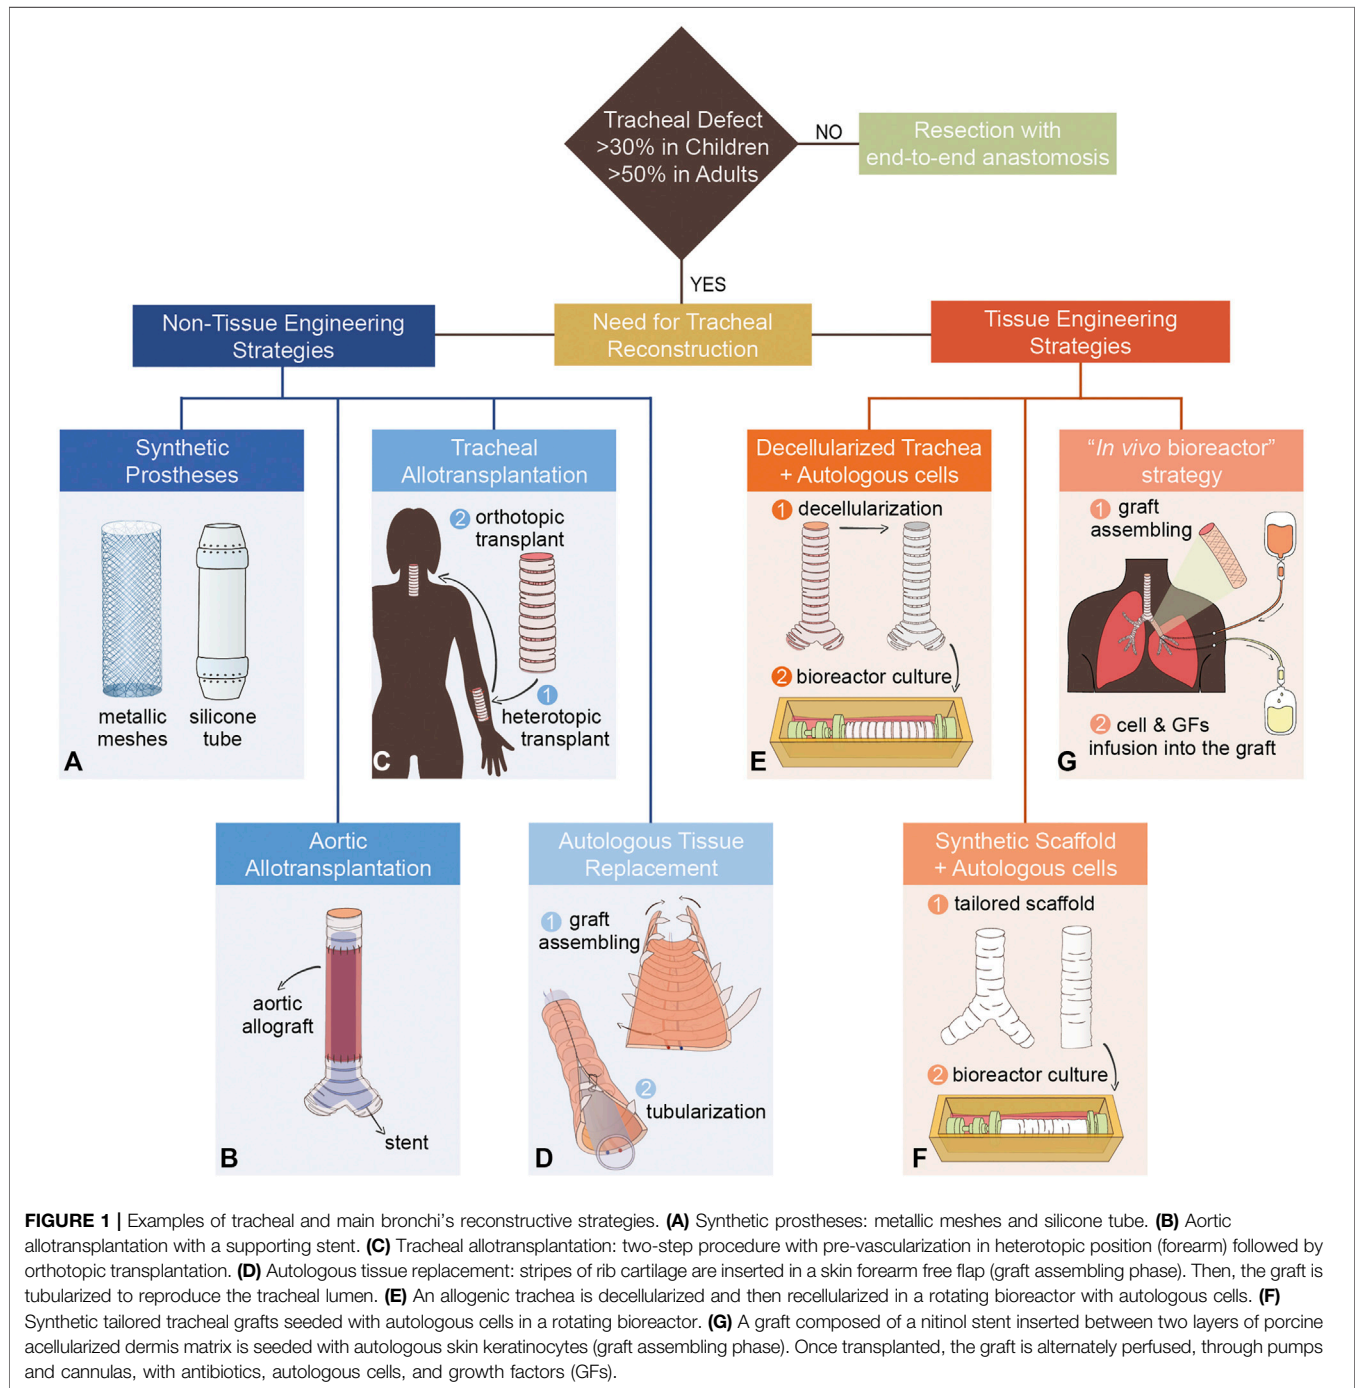 Tracheal Defect
>30% in Children
>50% in Adults
NO
Resection with
end-to-end anastomosis
YES
Non-Tissue Engineering
Strategies
Need for Tracheal
Reconstruction
Tissue Engineering
Strategies
Synthetic
Prostheses
metallic
meshes
silicone
tube
A
Tracheal
Allotransplantation
2 orthotopic
transplant
1
heterotopic
transplant
C
Decellularized Trachea
+ Autologous cells
1 decellularization
2 bioreactor culture
E
“In vivo bioreactor”
strategy
1 graft
assembling
2 cell & GFs
infusion into the graft
G
Aortic
Allotransplantation
aortic
allograft
stent
B
Autologous Tissue
Replacement
1 graft
assembling
2
tubularization
D
Synthetic Scaffold
+ Autologous cells
1 tailored scaffold
2 bioreactor culture
F
FIGURE 1 | Examples of tracheal and main bronchi’s reconstructive strategies. (A) Synthetic prostheses: metallic meshes and silicone tube. (B) Aortic
allotransplantation with a supporting stent. (C) Tracheal allotransplantation: two-step procedure with pre-vascularization in heterotopic position (forearm) followed by
orthotopic transplantation. (D) Autologous tissue replacement: stripes of rib cartilage are inserted in a skin forearm free flap (graft assembling phase). Then, the graft is
tubularized to reproduce the tracheal lumen. (E) An allogenic trachea is decellularized and then recellularized in a rotating bioreactor with autologous cells. (F)
Synthetic tailored tracheal grafts seeded with autologous cells in a rotating bioreactor. (G) A graft composed of a nitinol stent inserted between two layers of porcine
acellularized dermis matrix is seeded with autologous skin keratinocytes (graft assembling phase). Once transplanted, the graft is alternately perfused, through pumps
and cannulas, with antibiotics, autologous cells, and growth factors (GFs).